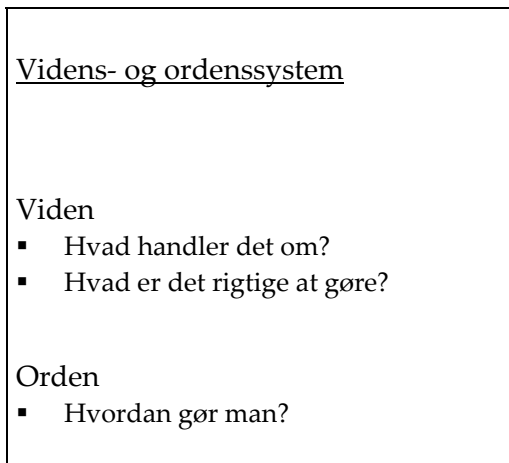 Videns- og ordenssystem
Viden
▪ Hvad handler det om?
▪ Hvad er det rigtige at gøre?
Orden
▪ Hvordan gør man?